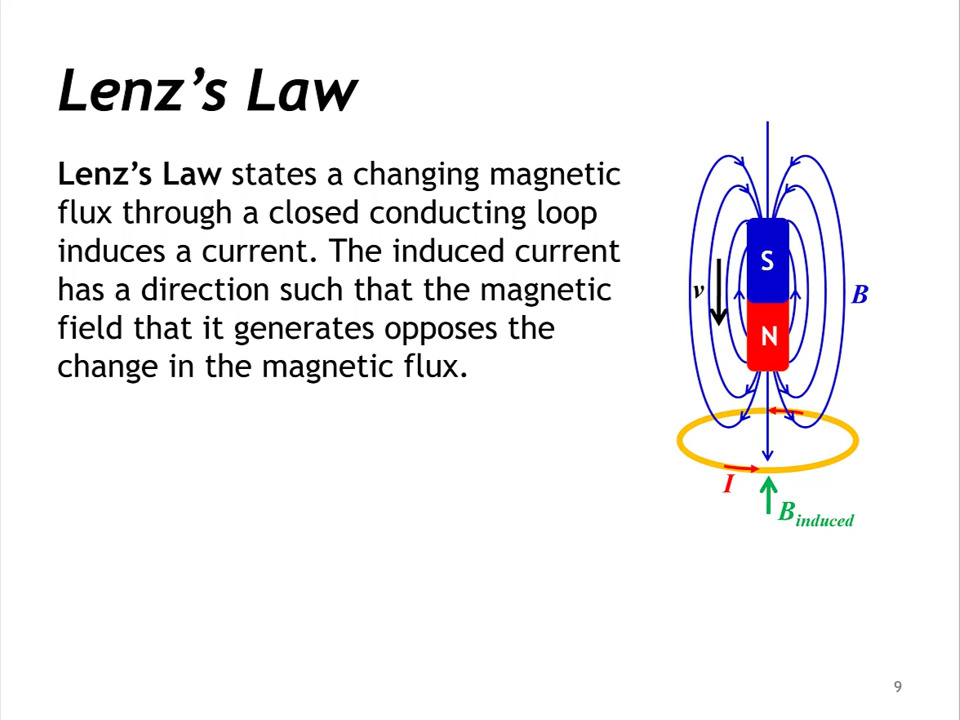 Lenz’s Law
Lenz’s Law states a changing magnetic
flux through a closed conducting loop
induces a current. The induced current
has a direction such that the magnetic
field that it generates opposes the
change in the magnetic flux.
S
v
B
N
I
Binduced
9